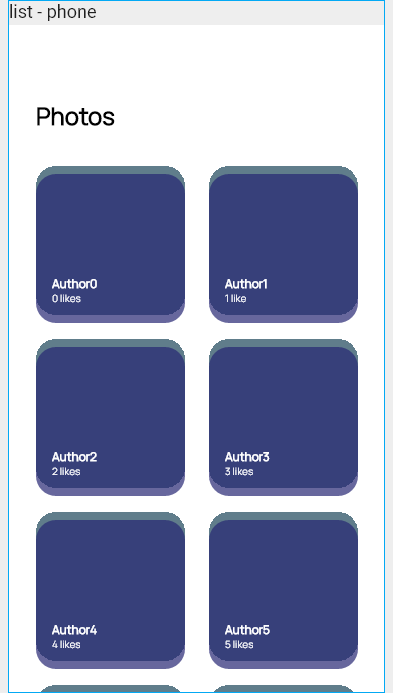 list - phone
Photos
Author0
0 likes
Author1
1 like
Author2
2 likes
Author3
3 likes
Author4
4 likes
Author5
5 likes